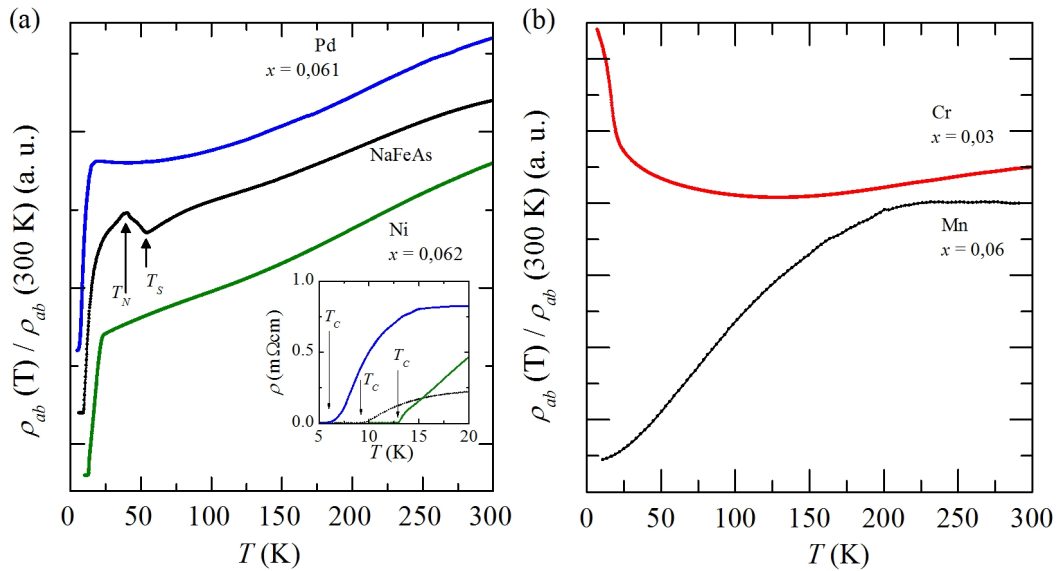 (a)
Pd
x = 0,061
NaFeAs
Ni
x = 0,062
T_N
T_S
ρ_ab (T) / ρ_ab (300 K) (a. u.)
0 50 100 150 200 250 300
T (K)
1.0
0.5
0.0
ρ (mΩcm)
T_C
T_C
T_C
5 10 15 20
T (K)
(b)
Cr
x = 0,03
Mn
x = 0,06
ρ_ab (T) / ρ_ab (300 K) (a. u.)
0 50 100 150 200 250 300
T (K)